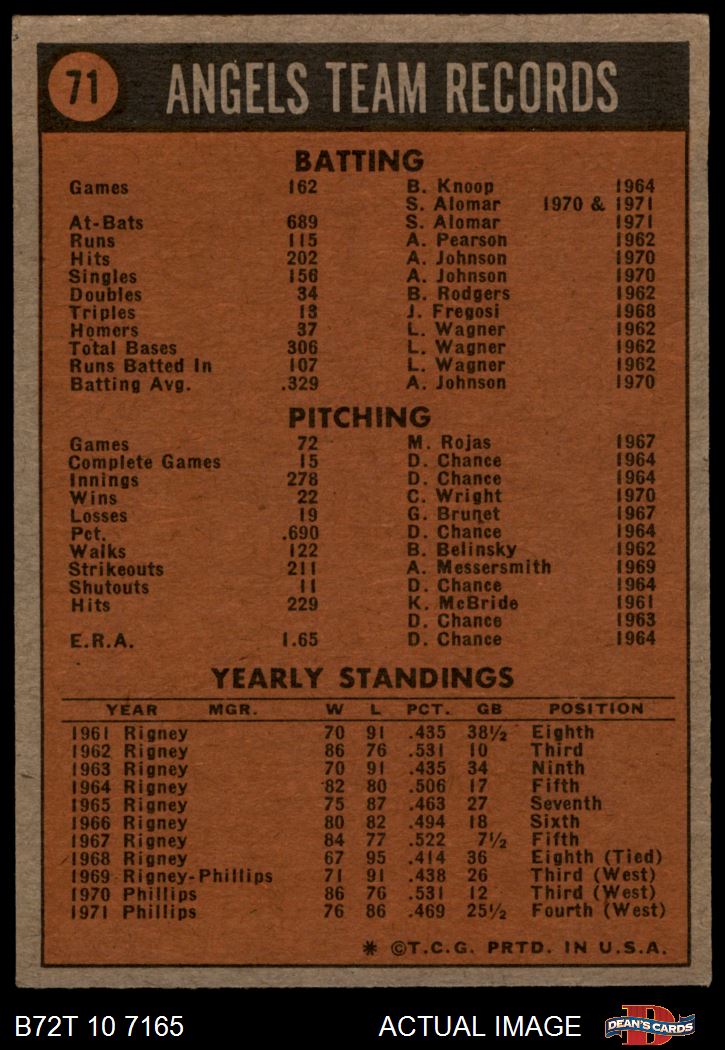 71 ANGELS TEAM RECORDS
BATTING
Games 162 B. Knoop 1964
S. Alomar 1970 & 1971
At-Bats 689 S. Alomar 1971
Runs 115 A. Pearson 1962
Hits 202 A. Johnson 1970
Singles 156 A. Johnson 1970
Doubles 34 B. Rodgers 1962
Triples 13 J. Fregosi 1968
Homers 37 L. Wagner 1962
Total Bases 306 L. Wagner 1962
Runs Batted In 107 L. Wagner 1962
Batting Avg. .329 A. Johnson 1970
PITCHING
Games 72 M. Rojas 1967
Complete Games 15 D. Chance 1964
Innings 278 D. Chance 1964
Wins 22 C. Wright 1970
Losses 19 G. Brunet 1967
Pct. .690 D. Chance 1964
Walks 122 B. Belinsky 1962
Strikeouts 211 A. Messersmith 1969
Shutouts 11 D. Chance 1964
Hits 229 K. McBride 1961
D. Chance 1963
E.R.A. 1.65 D. Chance 1964
YEARLY STANDINGS
YEAR MGR. W L PCT. GB POSITION
1961 Rigney 70 91 .435 38½ Eighth
1962 Rigney 86 76 .531 10 Third
1963 Rigney 70 91 .435 34 Ninth
1964 Rigney 82 80 .506 17 Fifth
1965 Rigney 75 87 .463 27 Seventh
1966 Rigney 80 82 .494 18 Sixth
1967 Rigney 84 77 .522 7½ Fifth
1968 Rigney 67 95 .414 36 Eighth (Tied)
1969 Rigney-Phillips 71 91 .438 26 Third (West)
1970 Phillips 86 76 .531 12 Third (West)
1971 Phillips 76 86 .469 25½ Fourth (West)
* ©T.C.G. PRTD. IN U.S.A.
B72T 10 7165 ACTUAL IMAGE DEAN'S CARDS